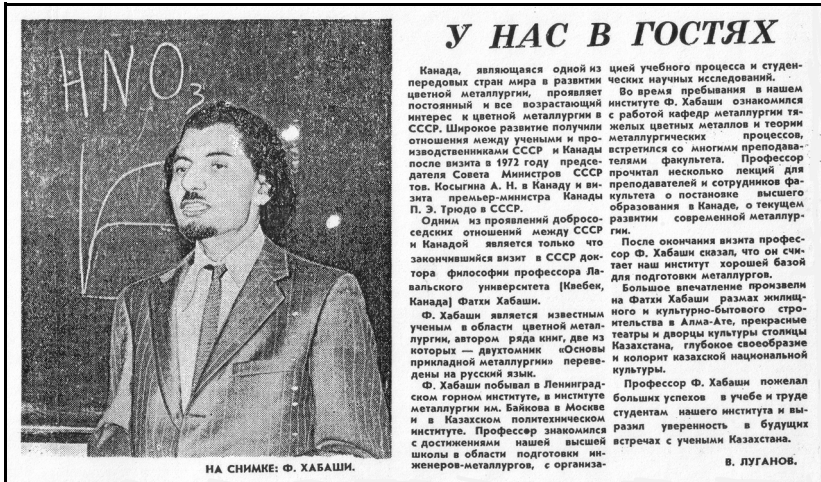 HNO3
У НАС В ГОСТЯХ
Канада, являющаяся одной из
передовых стран мира в развитии
цветной металлургии, проявляет
постоянный и все возрастающий
интерес к цветной металлургии в
СССР. Широкое развитие получили
отношения между учеными и про-
изводственниками СССР и Канады
после визита в 1972 году предсе-
дателя Совета Министров СССР
тов. Косыгина А. Н. в Канаду и ви-
зита премьер-министра Канады
П. Э. Трюдо в СССР.
Одним из проявлений добросо-
седских отношений между СССР
и Канадой является только что
закончившийся визит в СССР док-
тора философии профессора Ла-
вальского университета (Квебек,
Канада) Фатхи Хабаши.
Ф. Хабаши является известным
ученым в области цветной метал-
лургии, автором ряда книг, две из
которых — двухтомник «Основы
прикладной металлургии» переве-
дены на русский язык.
Ф. Хабаши побывал в Ленинград-
ском горном институте, в институте
металлургии им. Байкова в Москве
и в Казахском политехническом
институте. Профессор знакомился
с достижениями нашей высшей
школы в области подготовки ин-
женеров-металлургов, с организа-
цией учебного процесса и студен-
ческих научных исследований.
Во время пребывания в нашем
институте Ф. Хабаши ознакомился
с работой кафедр металлургии тя-
желых цветных металлов и теории
металлургических процессов,
встретился со многими преподава-
телями факультета. Профессор
прочитал несколько лекций для
преподавателей и сотрудников фа-
культета о постановке высшего
образования в Канаде, о текущем
развитии современной металлур-
гии.
После окончания визита профес-
сор Ф. Хабаши сказал, что он счи-
тает наш институт хорошей базой
для подготовки металлургов.
Большое впечатление произвели
на Фатхи Хабаши размах жилищ-
ного и культурно-бытового стро-
ительства в Алма-Ате, прекрасные
театры и дворцы культуры столицы
Казахстана, глубокое своеобразие
и колорит казахской национальной
культуры.
Профессор Ф. Хабаши пожелал
больших успехов в учебе и труде
студентам нашего института и вы-
разил уверенность в будущих
встречах с учеными Казахстана.
В. ЛУГАНОВ.
НА СНИМКЕ: Ф. ХАБАШИ.